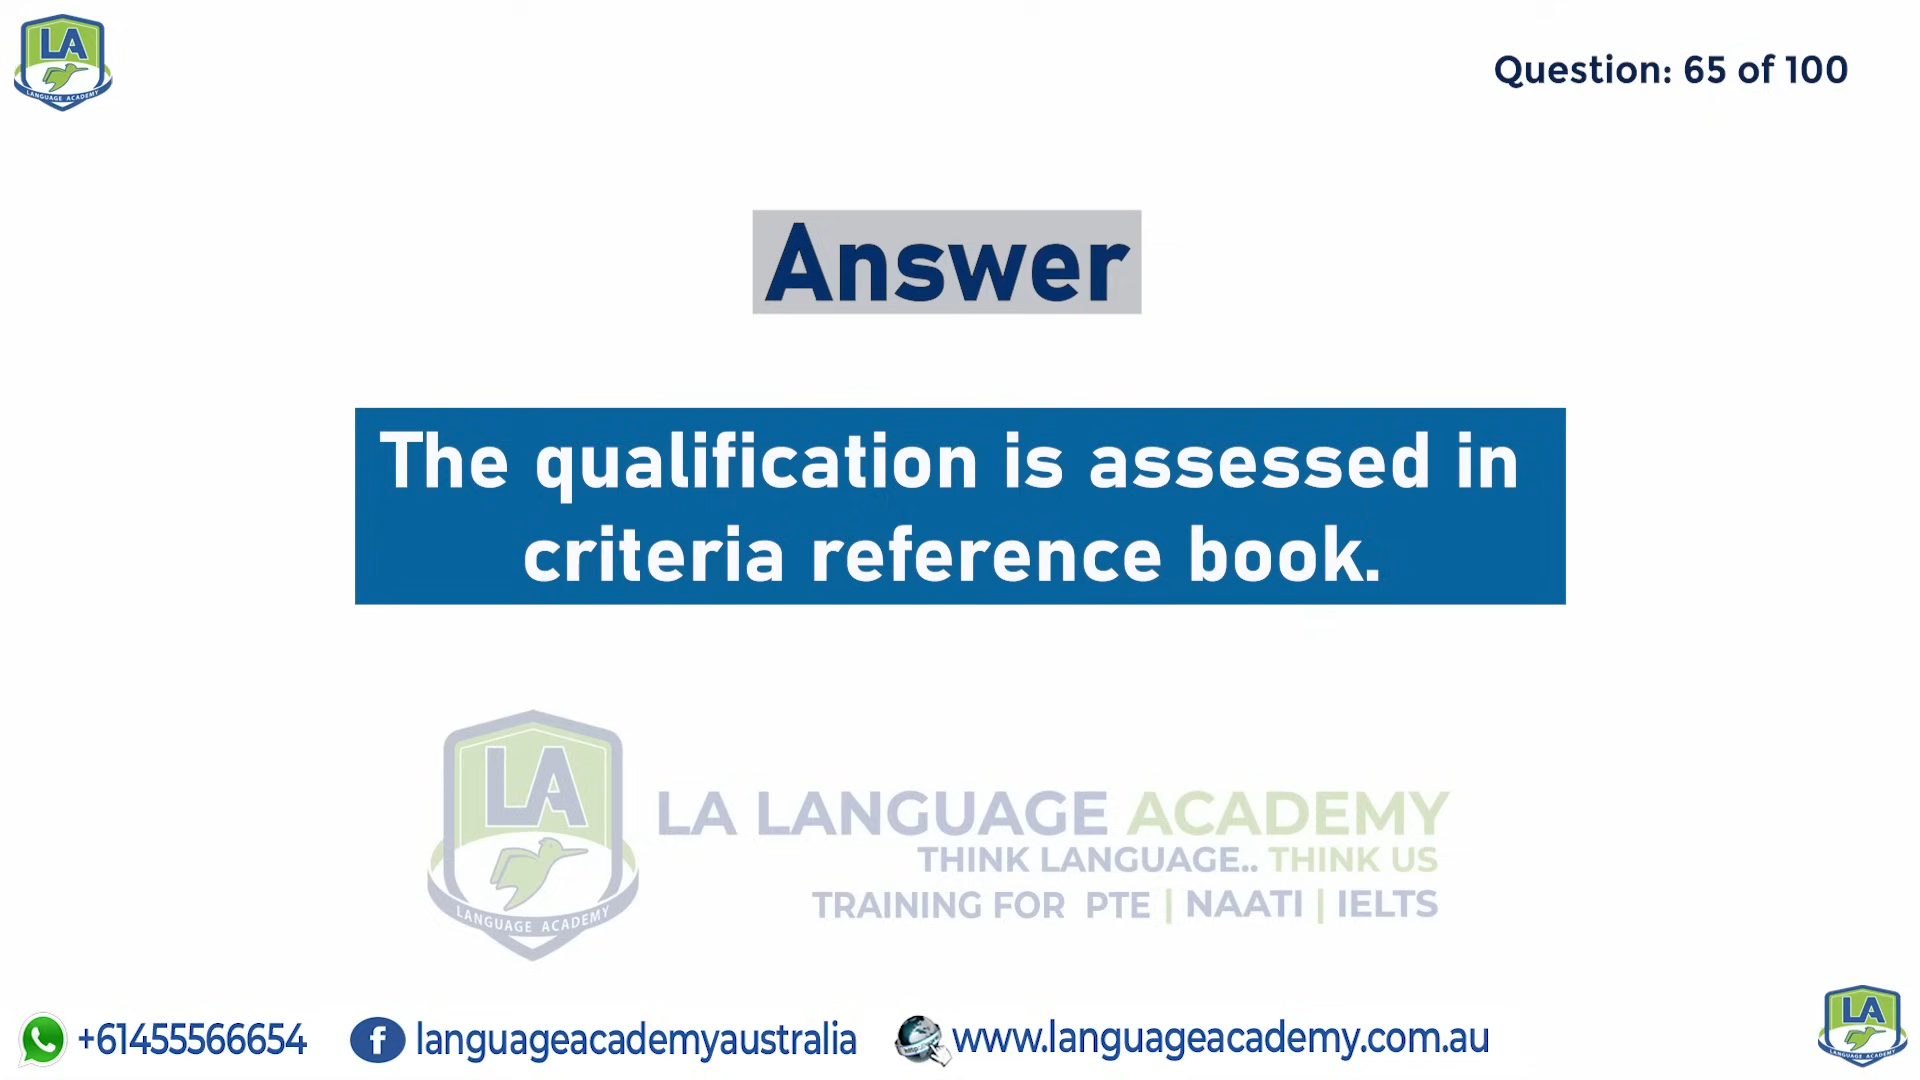 LA
LANGUAGE ACADEMY
Question: 65 of 100
Answer
The qualification is assessed in
criteria reference book.
LA
LANGUAGE ACADEMY
LA LANGUAGE ACADEMY
THINK LANGUAGE.. THINK US
TRAINING FOR PTE | NAATI | IELTS
+61455566654
f languageacademyaustralia
http://
www.languageacademy.com.au
LA
LANGUAGE ACADEMY